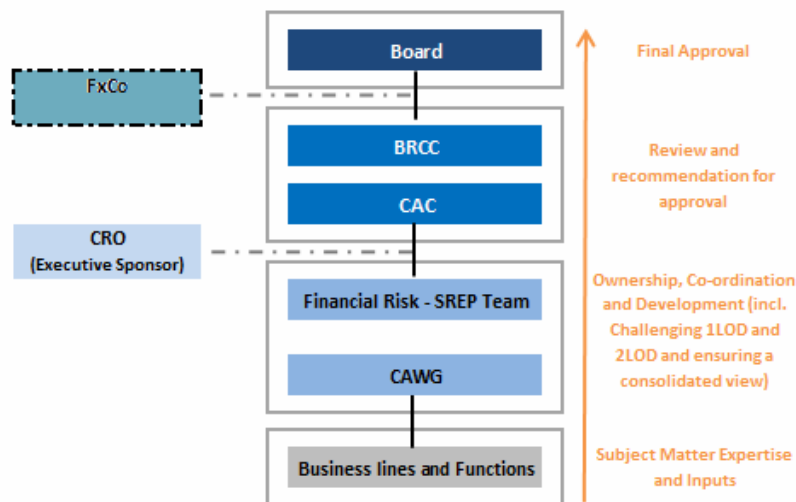 Board
Final Approval
FxCo
BRCC
Review and
recommendation for
approval
CAC
CRO
(Executive Sponsor)
Financial Risk - SREP Team
Ownership, Co-ordination
and Development (incl.
Challenging 1LOD and
2LOD and ensuring a
consolidated view)
CAWG
Business lines and Functions
Subject Matter Expertise
and Inputs